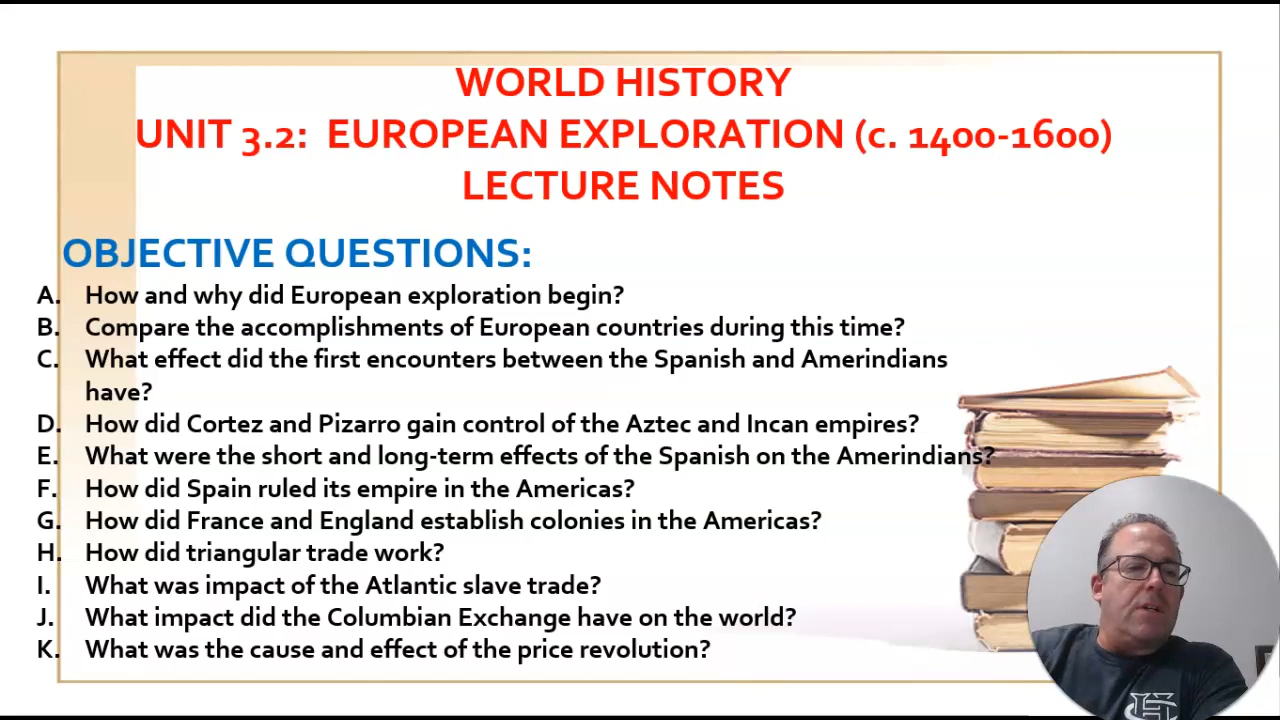 WORLD HISTORY
UNIT 3.2: EUROPEAN EXPLORATION (c. 1400-1600)
LECTURE NOTES
OBJECTIVE QUESTIONS:
A. How and why did European exploration begin?
B. Compare the accomplishments of European countries during this time?
C. What effect did the first encounters between the Spanish and Amerindians
have?
D. How did Cortez and Pizarro gain control of the Aztec and Incan empires?
E. What were the short and long-term effects of the Spanish on the Amerindians?
F. How did Spain ruled its empire in the Americas?
G. How did France and England establish colonies in the Americas?
H. How did triangular trade work?
I. What was impact of the Atlantic slave trade?
J. What impact did the Columbian Exchange have on the world?
K. What was the cause and effect of the price revolution?